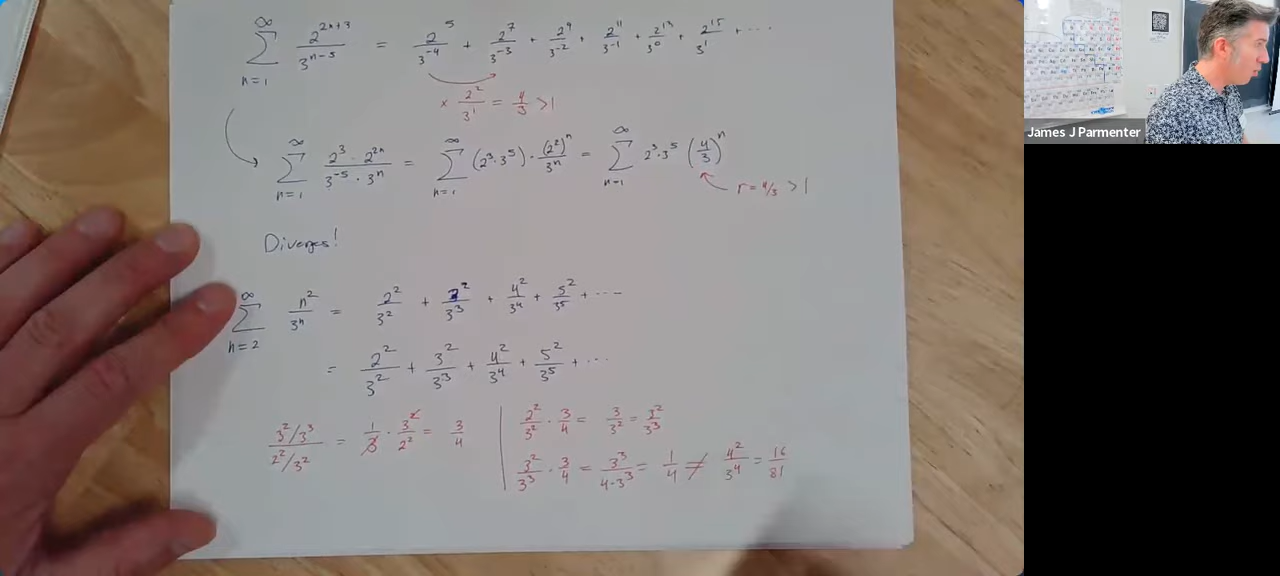 ∞∑n=1 2^(2n+3)/3^(n-5) = 2^5/3^-4 + 2^7/3^-3 + 2^9/3^-2 + 2^11/3^-1 + 2^13/3^0 + 2^15/3^1 + ...
× 2^2/3^1 = 4/3 > 1
∞∑n=1 2^3 · 2^(2n)/3^-5 · 3^n = ∞∑n=1 (2^3 · 3^5) · (2^2)^n/3^n = ∞∑n=1 2^3 · 3^5 (4/3)^n
r = 4/3 > 1
Diverges!
∞∑n=2 n^2/3^n = 2^2/3^2 + 3^2/3^3 + 4^2/3^4 + 5^2/3^5 + ...
= 2^2/3^2 + 3^2/3^3 + 4^2/3^4 + 5^2/3^5 + ...
3^2/3^3 / 2^2/3^2 = 1/3 · 3^2/2^2 = 3/4
2^2/3^2 · 3/4 = 3/3^2 = 3^2/3^3
3^2/3^3 · 3/4 = 3^3/4·3^3 = 1/4 ≠ 4^2/3^4 = 16/81
James J Parmenter